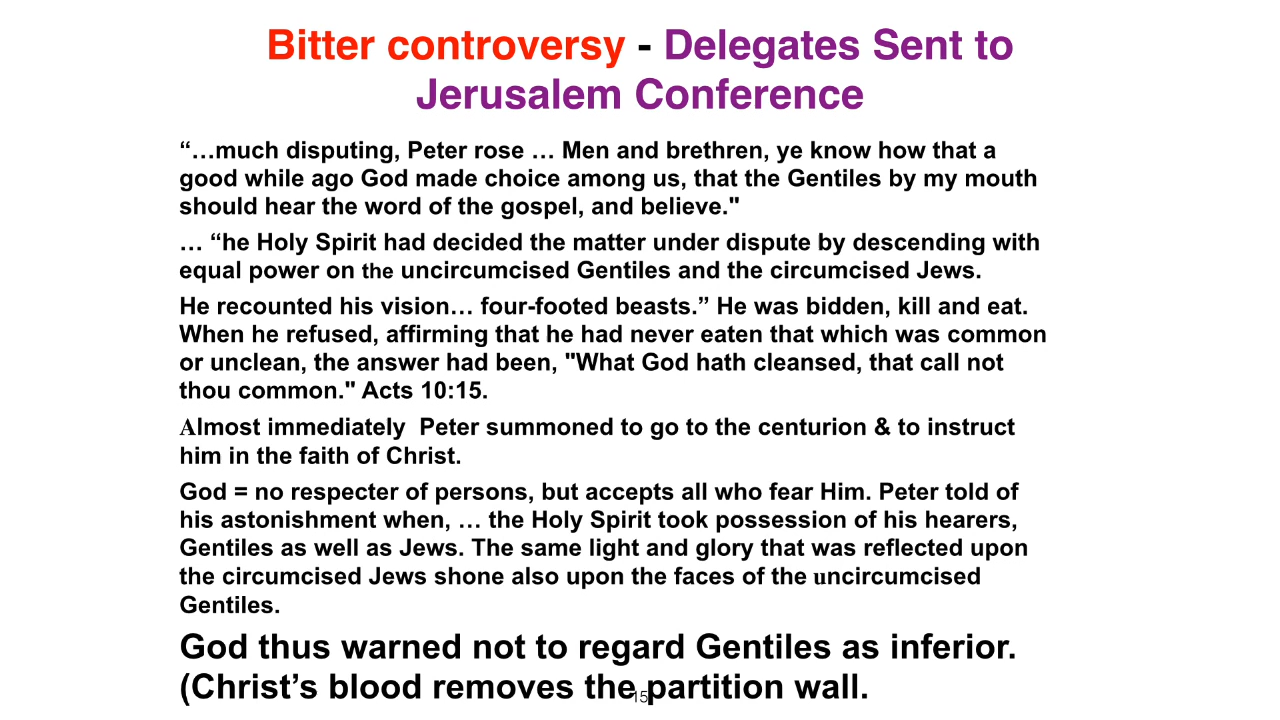 Bitter controversy - Delegates Sent to
Jerusalem Conference
“…much disputing, Peter rose … Men and brethren, ye know how that a
good while ago God made choice among us, that the Gentiles by my mouth
should hear the word of the gospel, and believe."
… “he Holy Spirit had decided the matter under dispute by descending with
equal power on the uncircumcised Gentiles and the circumcised Jews.
He recounted his vision… four-footed beasts.” He was bidden, kill and eat.
When he refused, affirming that he had never eaten that which was common
or unclean, the answer had been, "What God hath cleansed, that call not
thou common." Acts 10:15.
Almost immediately  Peter summoned to go to the centurion & to instruct
him in the faith of Christ.
God = no respecter of persons, but accepts all who fear Him. Peter told of
his astonishment when, … the Holy Spirit took possession of his hearers,
Gentiles as well as Jews. The same light and glory that was reflected upon
the circumcised Jews shone also upon the faces of the uncircumcised
Gentiles.
God thus warned not to regard Gentiles as inferior.
(Christ’s blood removes the partition wall.
15